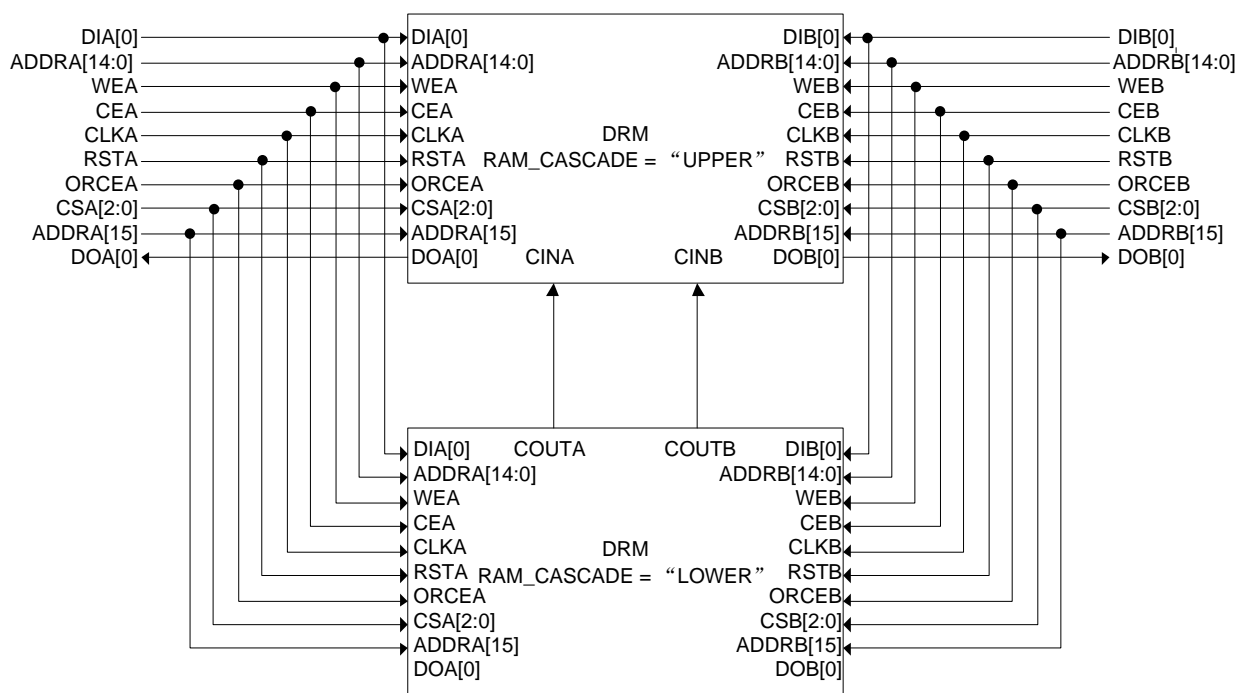 DIA[0]
ADDRA[14:0]
WEA
CEA
CLKA
RSTA
ORCEA
CSA[2:0]
ADDRA[15]
DOA[0]
DIA[0]
ADDRA[14:0]
WEA
CEA
CLKA
RSTA
ORCEA
CSA[2:0]
ADDRA[15]
DOA[0]
DRM
RAM_CASCADE = “UPPER”
CINA
CINB
DIB[0]
ADDRB[14:0]
WEB
CEB
CLKB
RSTB
ORCEB
CSB[2:0]
ADDRB[15]
DOB[0]
DIB[0]
ADDRB[14:0]
WEB
CEB
CLKB
RSTB
ORCEB
CSB[2:0]
ADDRB[15]
DOB[0]
COUTA
COUTB
DIA[0]
ADDRA[14:0]
WEA
CEA
CLKA
RSTA
ORCEA
CSA[2:0]
ADDRA[15]
DOA[0]
DRM
RAM_CASCADE = “LOWER”
DIB[0]
ADDRB[14:0]
WEB
CEB
CLKB
RSTB
ORCEB
CSB[2:0]
ADDRB[15]
DOB[0]